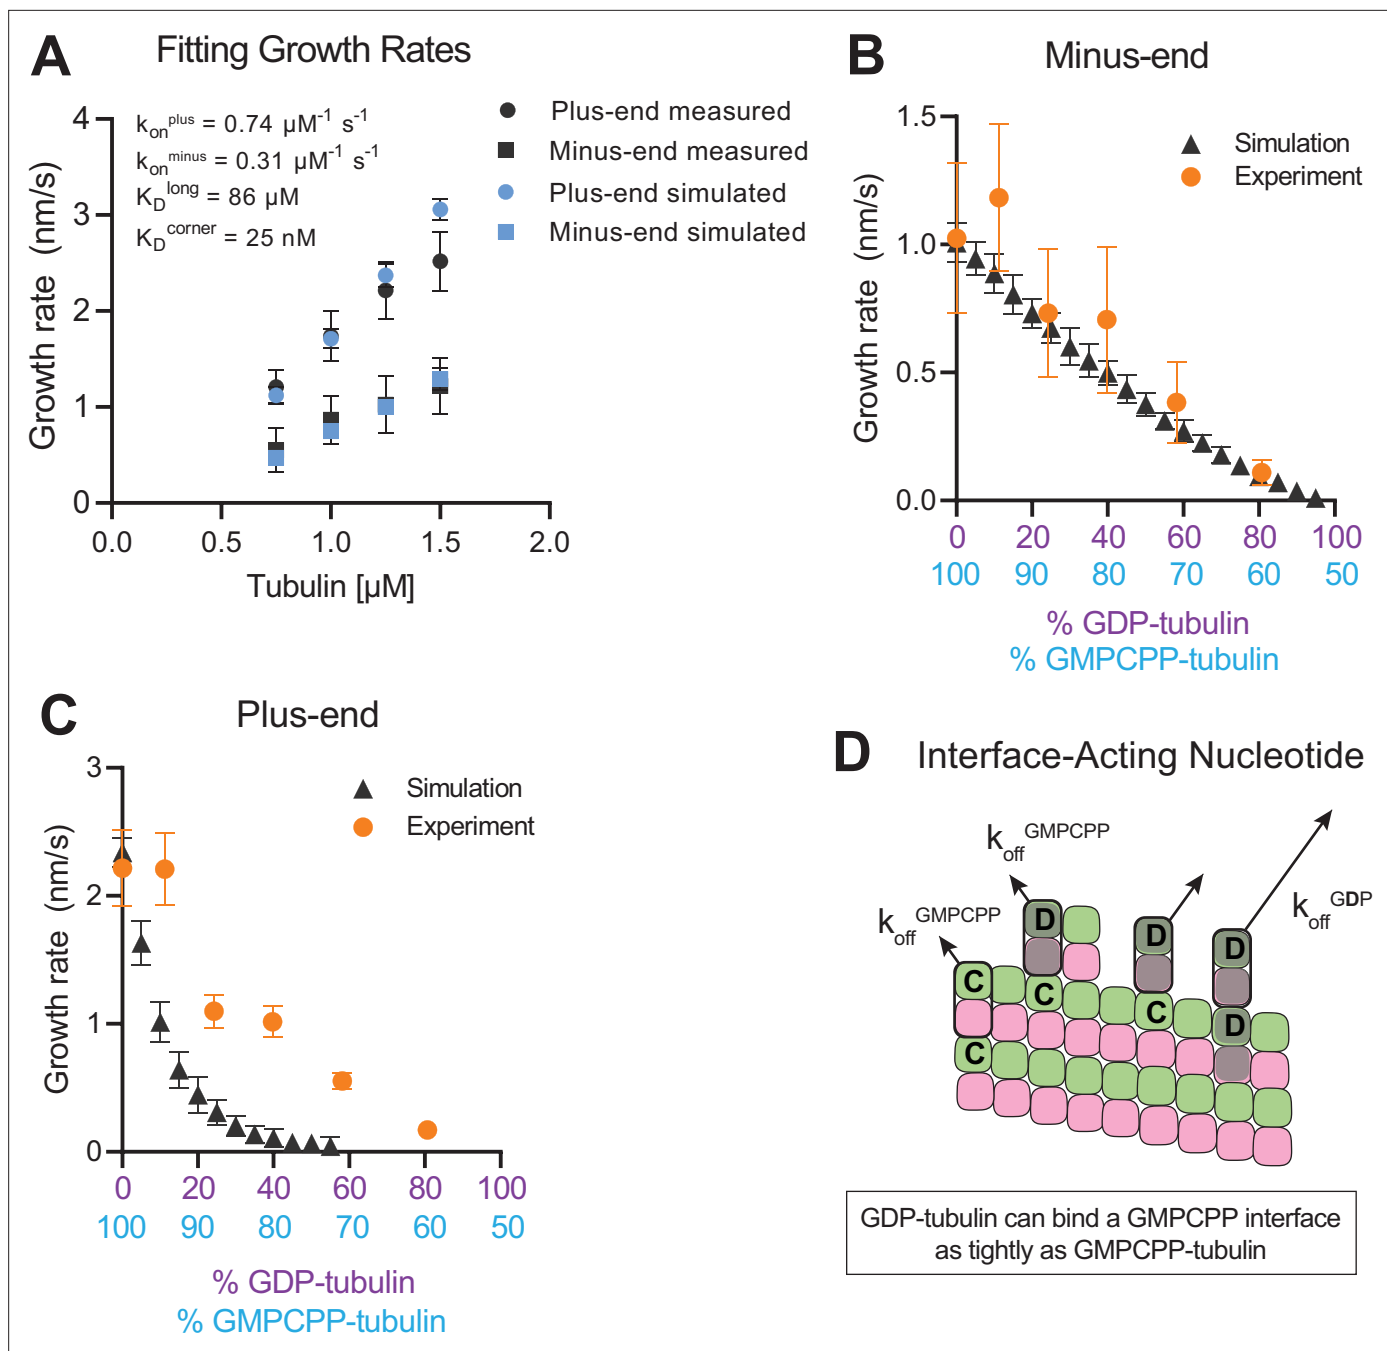 A
Fitting Growth Rates
k_on^plus = 0.74 µM⁻¹ s⁻¹
k_on^minus = 0.31 µM⁻¹ s⁻¹
K_D^long = 86 µM
K_D^corner = 25 nM
Plus-end measured
Minus-end measured
Plus-end simulated
Minus-end simulated
Growth rate (nm/s)
4
3
2
1
0
0.0 0.5 1.0 1.5 2.0
Tubulin [µM]
B
Minus-end
Simulation
Experiment
Growth rate (nm/s)
1.5
1.0
0.5
0.0
0 20 40 60 80 100
100 90 80 70 60 50
% GDP-tubulin
% GMPCPP-tubulin
C
Plus-end
Simulation
Experiment
Growth rate (nm/s)
3
2
1
0
0 20 40 60 80 100
100 90 80 70 60 50
% GDP-tubulin
% GMPCPP-tubulin
D
Interface-Acting Nucleotide
k_off^GMPCPP
k_off^GMPCPP
k_off^GDP
D
D
D
C
C
C
D
C
GDP-tubulin can bind a GMPCPP interface
as tightly as GMPCPP-tubulin